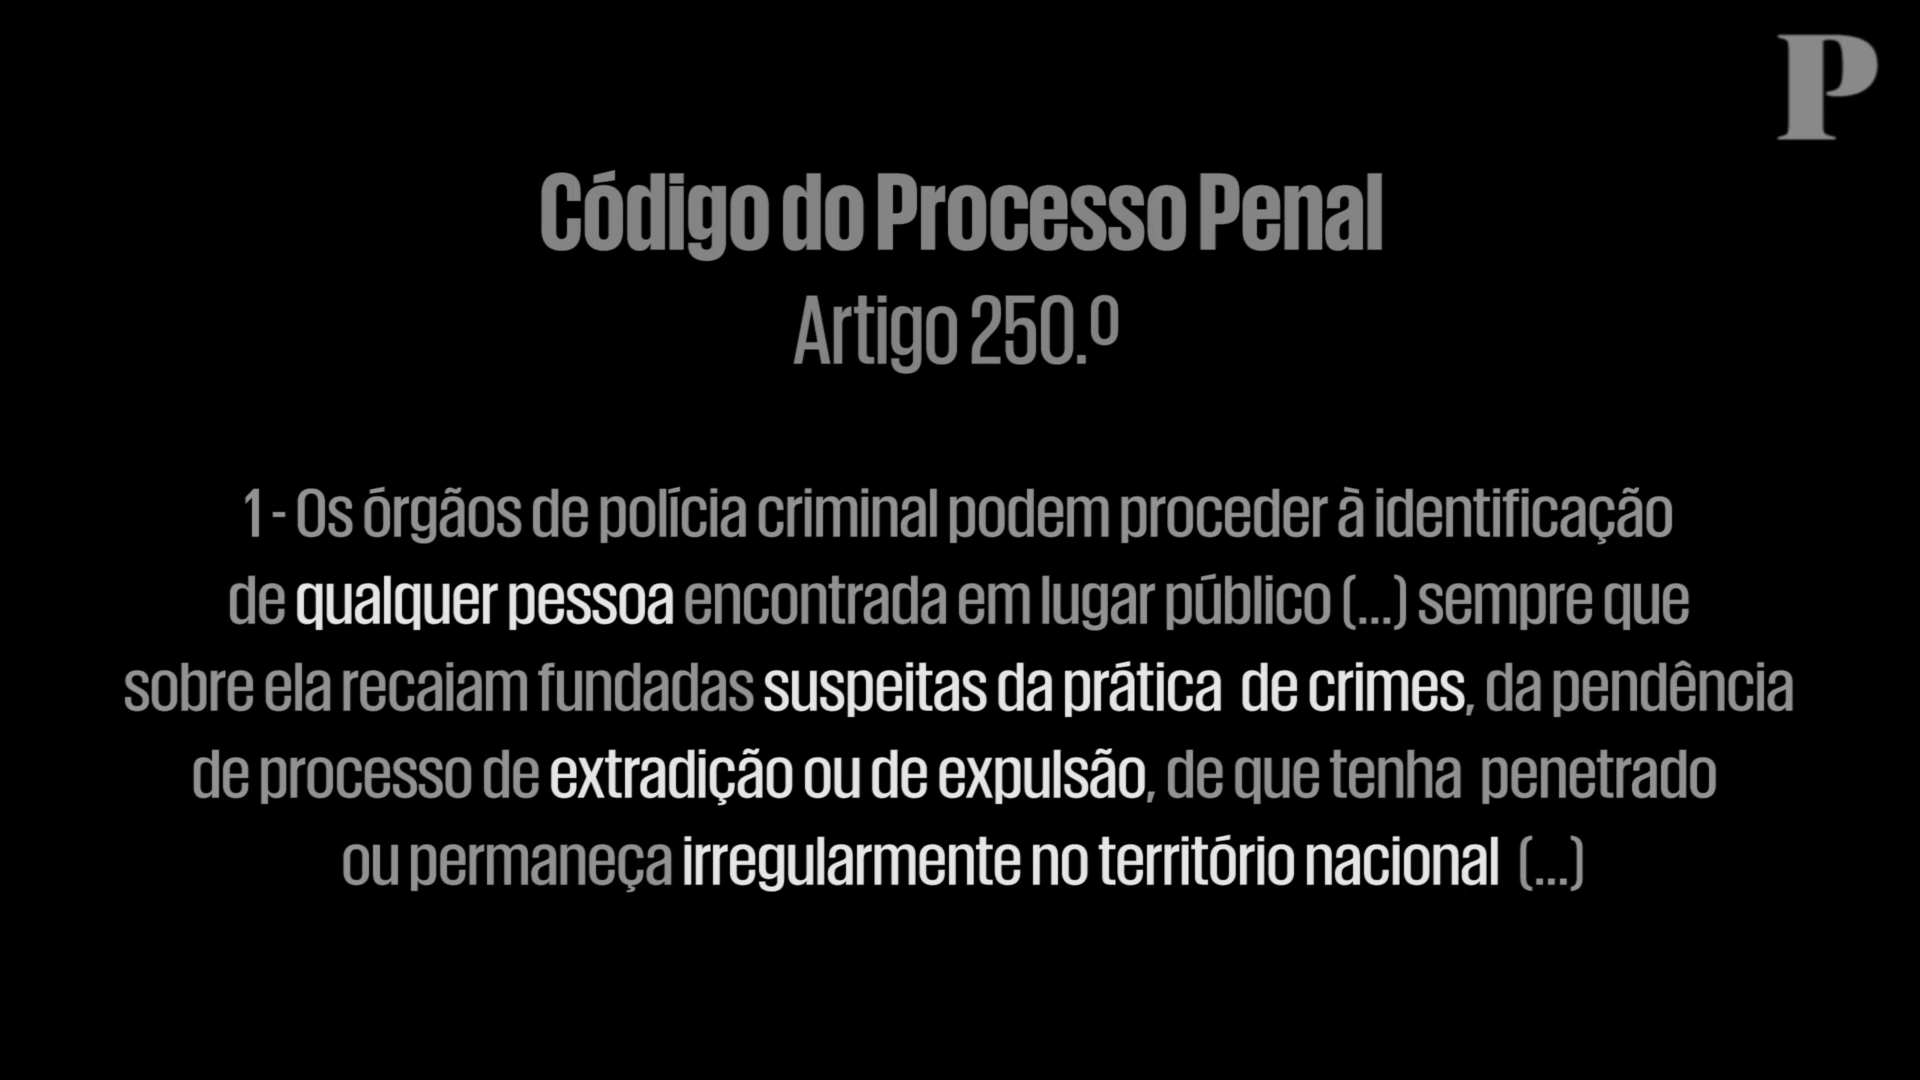 P
Código do Processo Penal
Artigo 250.º
1 - Os órgãos de polícia criminal podem proceder à identificação
de qualquer pessoa encontrada em lugar público (...) sempre que
sobre ela recaiam fundadas suspeitas da prática de crimes, da pendência
de processo de extradição ou de expulsão, de que tenha penetrado
ou permaneça irregularmente no território nacional (...)